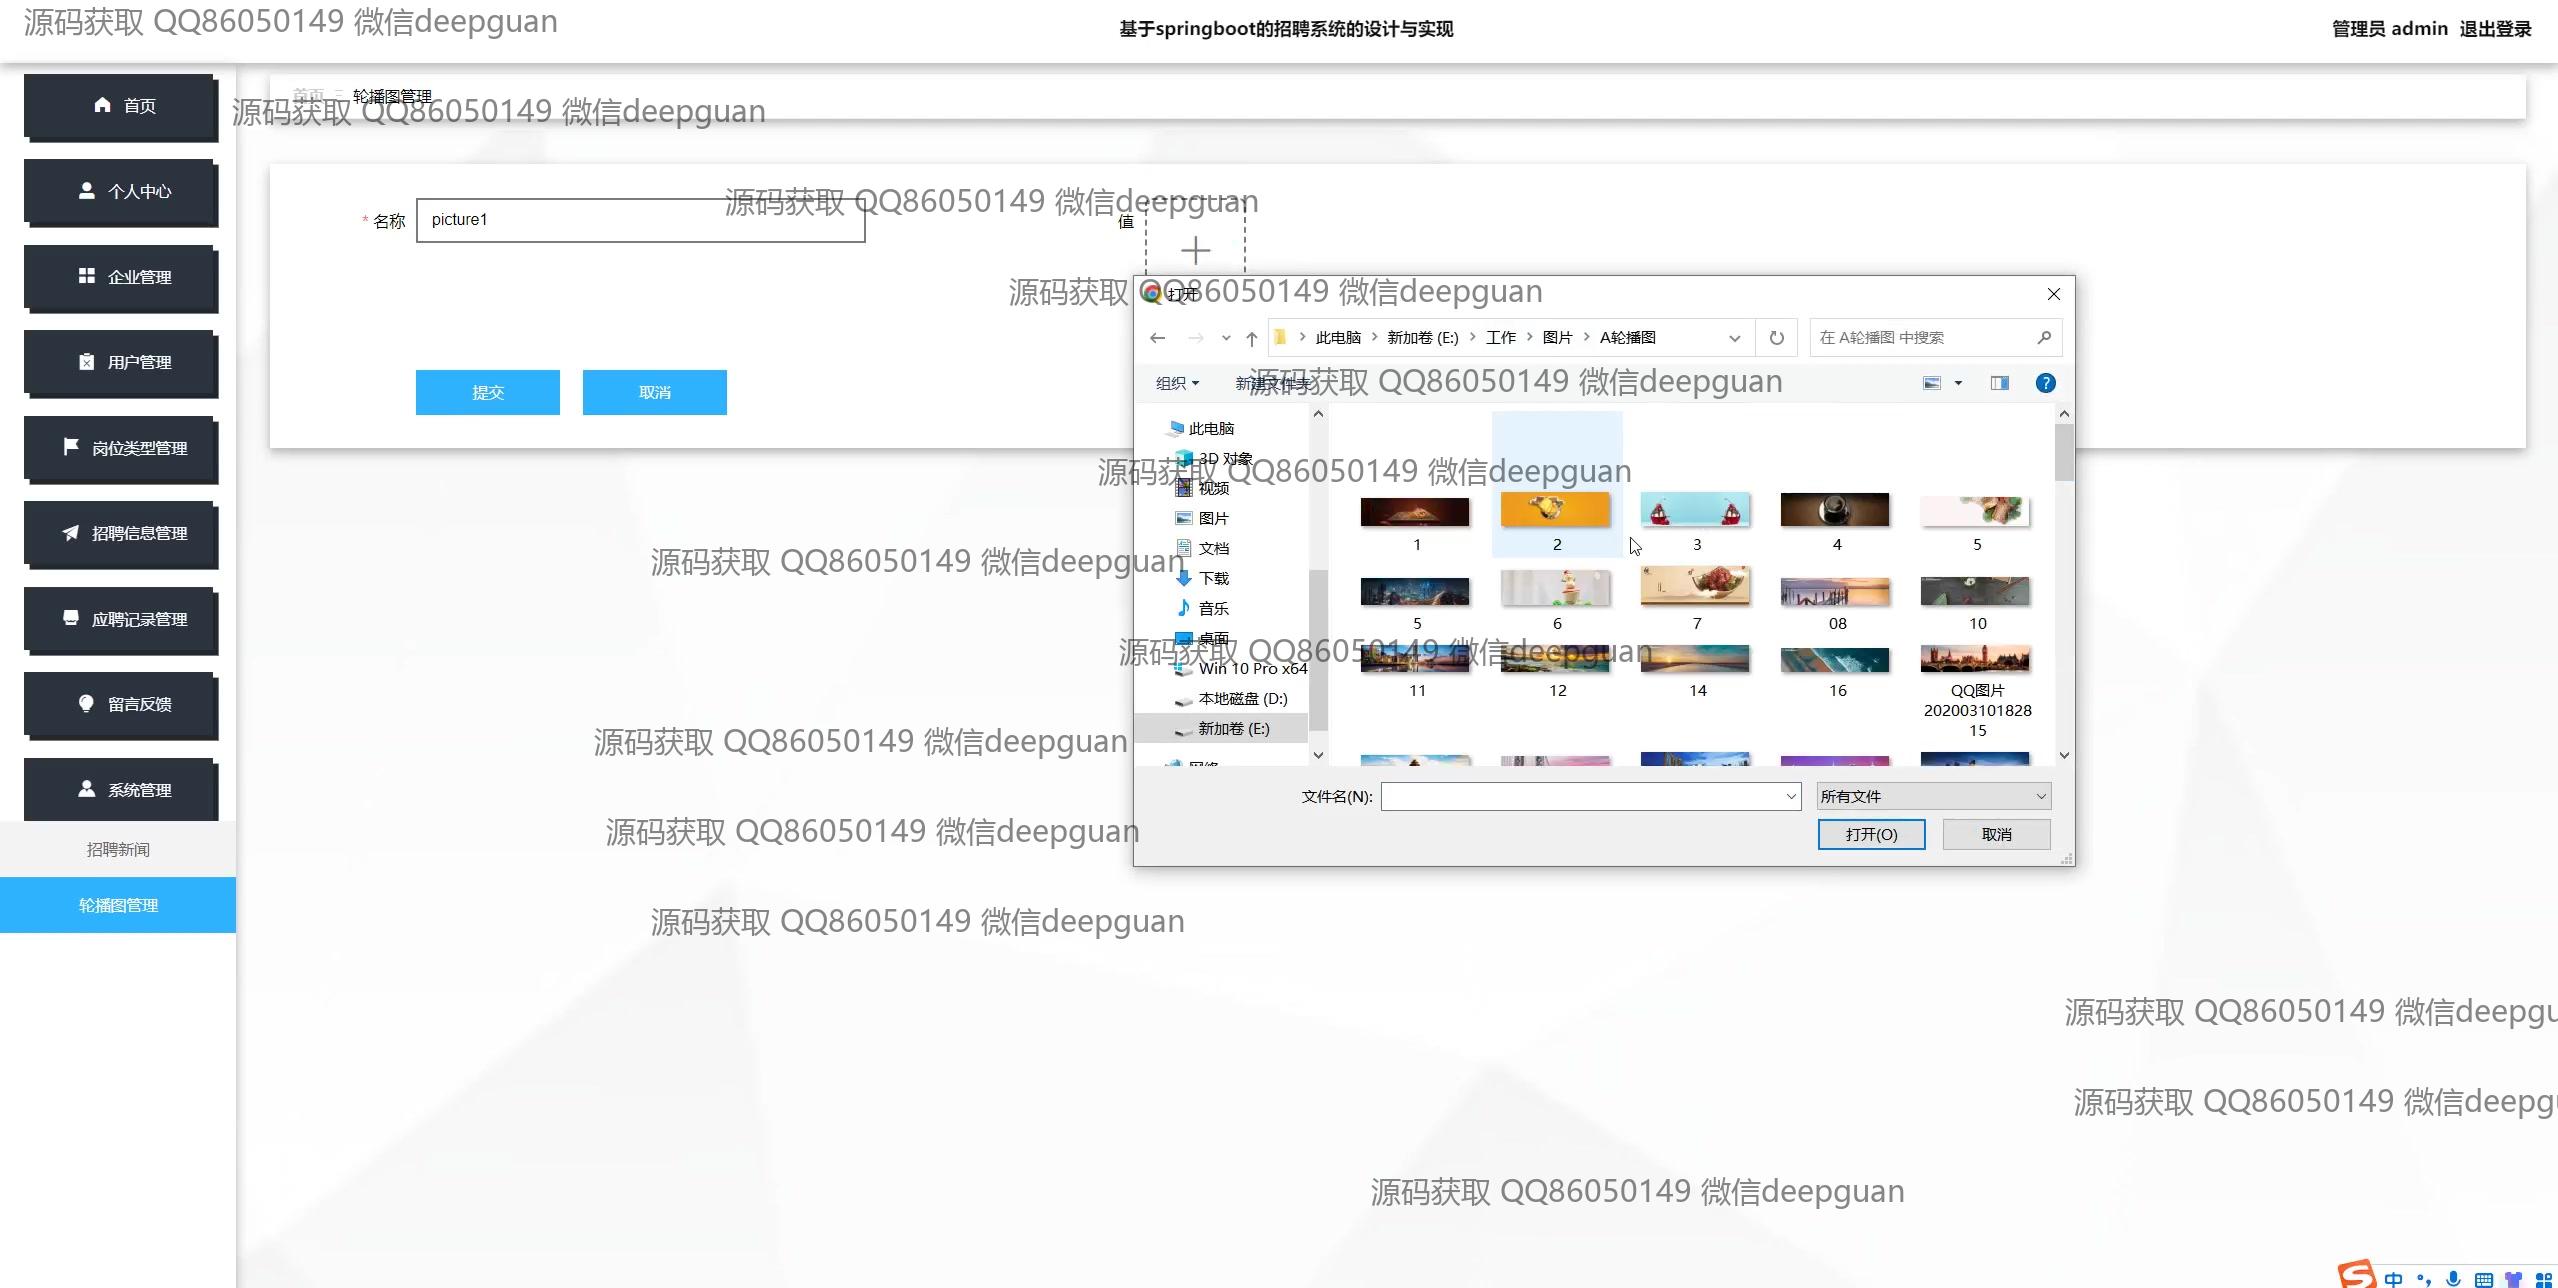 源码获取 QQ86050149 微信deepguan
基于springboot的招聘系统的设计与实现
管理员 admin 退出登录
首页
个人中心
企业管理
用户管理
岗位类型管理
招聘信息管理
应聘记录管理
留言反馈
系统管理
招聘新闻
轮播图管理
首页 轮播图管理
源码获取 QQ86050149 微信deepguan
源码获取 QQ86050149 微信deepguan
* 名称 picture1
值
提交 取消
源码获取 QQ86050149 微信deepguan
打开
此电脑 新加卷 (E:) 工作 图片 A轮播图
在 A轮播图 中搜索
组织 新建文件夹
源码获取 QQ86050149 微信deepguan
此电脑
3D 对象
源码获取 QQ86050149 微信deepguan
视频
图片
文档
下载
音乐
桌面
Win 10 Pro x64
本地磁盘 (D:)
新加卷 (E:)
网络
1 2 3 4 5
源码获取 QQ86050149 微信deepguan
5 6 7 08 10
源码获取 QQ86050149 微信deepguan
11 12 14 16 QQ图片
202003101828
15
文件名(N): 所有文件
打开(O) 取消
源码获取 QQ86050149 微信deepguan
源码获取 QQ86050149 微信deepguan
源码获取 QQ86050149 微信deepguan
源码获取 QQ86050149 微信deepgu
源码获取 QQ86050149 微信deepg
源码获取 QQ86050149 微信deepguan
中